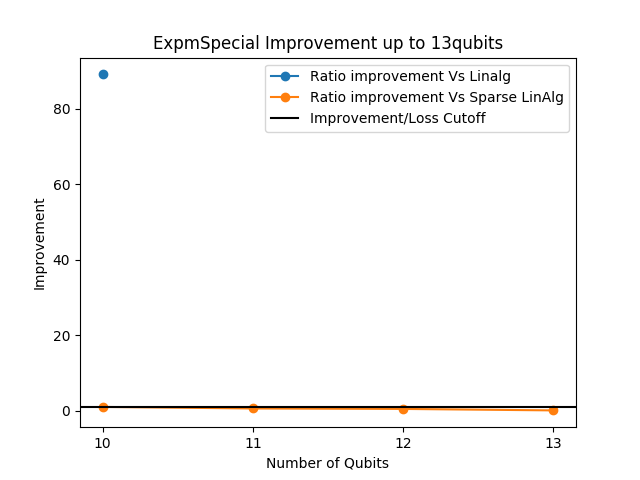 ExpmSpecial Improvement up to 13qubits
Ratio improvement Vs Linalg
Ratio improvement Vs Sparse LinAlg
Improvement/Loss Cutoff
Improvement
80
60
40
20
0
10 11 12 13
Number of Qubits